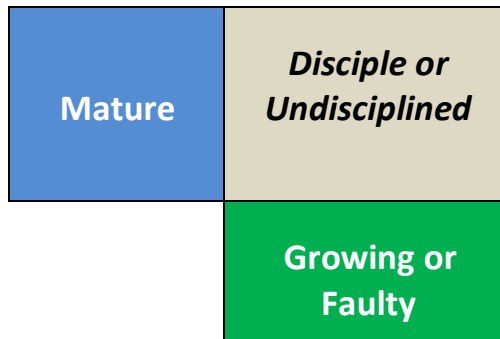 Mature
Disciple or
Undisciplined
Growing or
Faulty